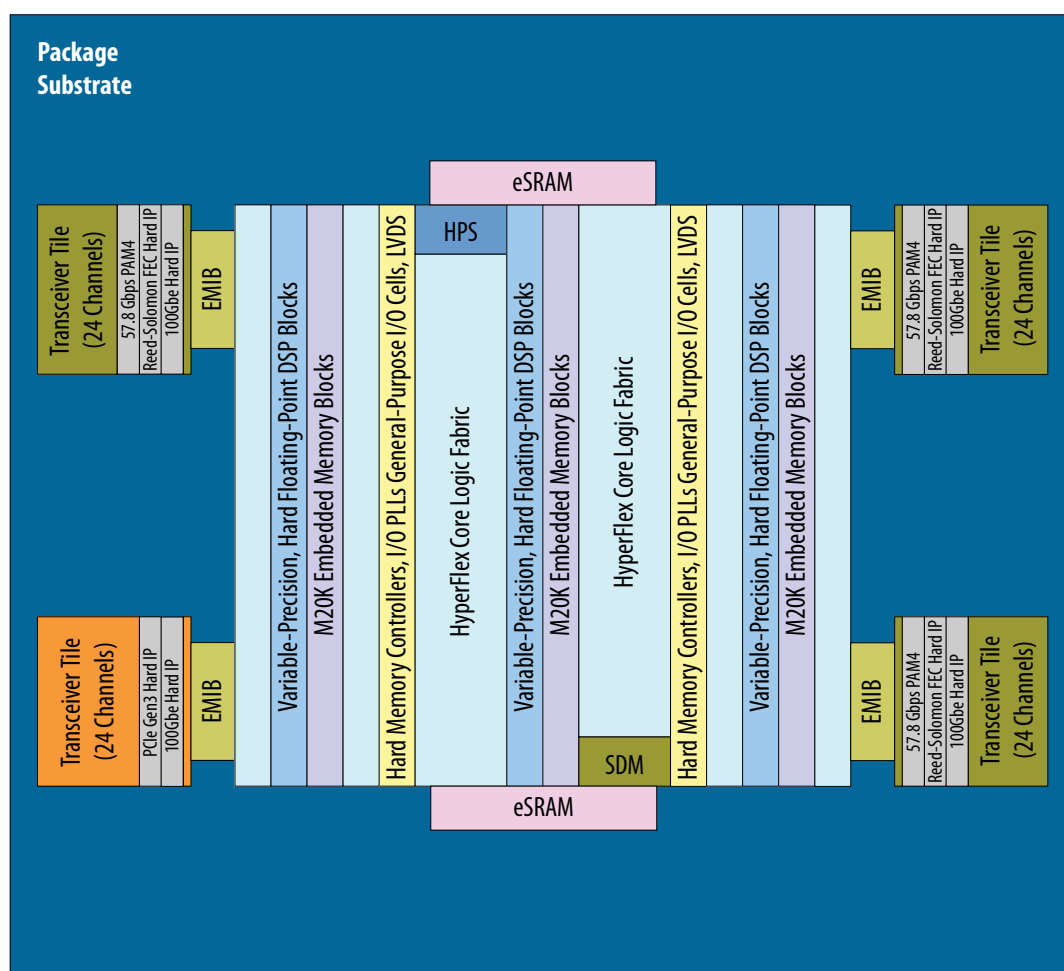 Package
Substrate
eSRAM
Transceiver Tile
(24 Channels)
57.8 Gbps PAM4
Reed-Solomon FEC Hard IP
100Gbe Hard IP
EMIB
Variable-Precision, Hard Floating-Point DSP Blocks
M20K Embedded Memory Blocks
Hard Memory Controllers, I/O PLLs General-Purpose I/O Cells, LVDS
HPS
HyperFlex Core Logic Fabric
Variable-Precision, Hard Floating-Point DSP Blocks
M20K Embedded Memory Blocks
HyperFlex Core Logic Fabric
SDM
Hard Memory Controllers, I/O PLLs General-Purpose I/O Cells, LVDS
Variable-Precision, Hard Floating-Point DSP Blocks
M20K Embedded Memory Blocks
EMIB
57.8 Gbps PAM4
Reed-Solomon FEC Hard IP
100Gbe Hard IP
Transceiver Tile
(24 Channels)
Transceiver Tile
(24 Channels)
PCIe Gen3 Hard IP
100Gbe Hard IP
EMIB
EMIB
57.8 Gbps PAM4
Reed-Solomon FEC Hard IP
100Gbe Hard IP
Transceiver Tile
(24 Channels)
eSRAM